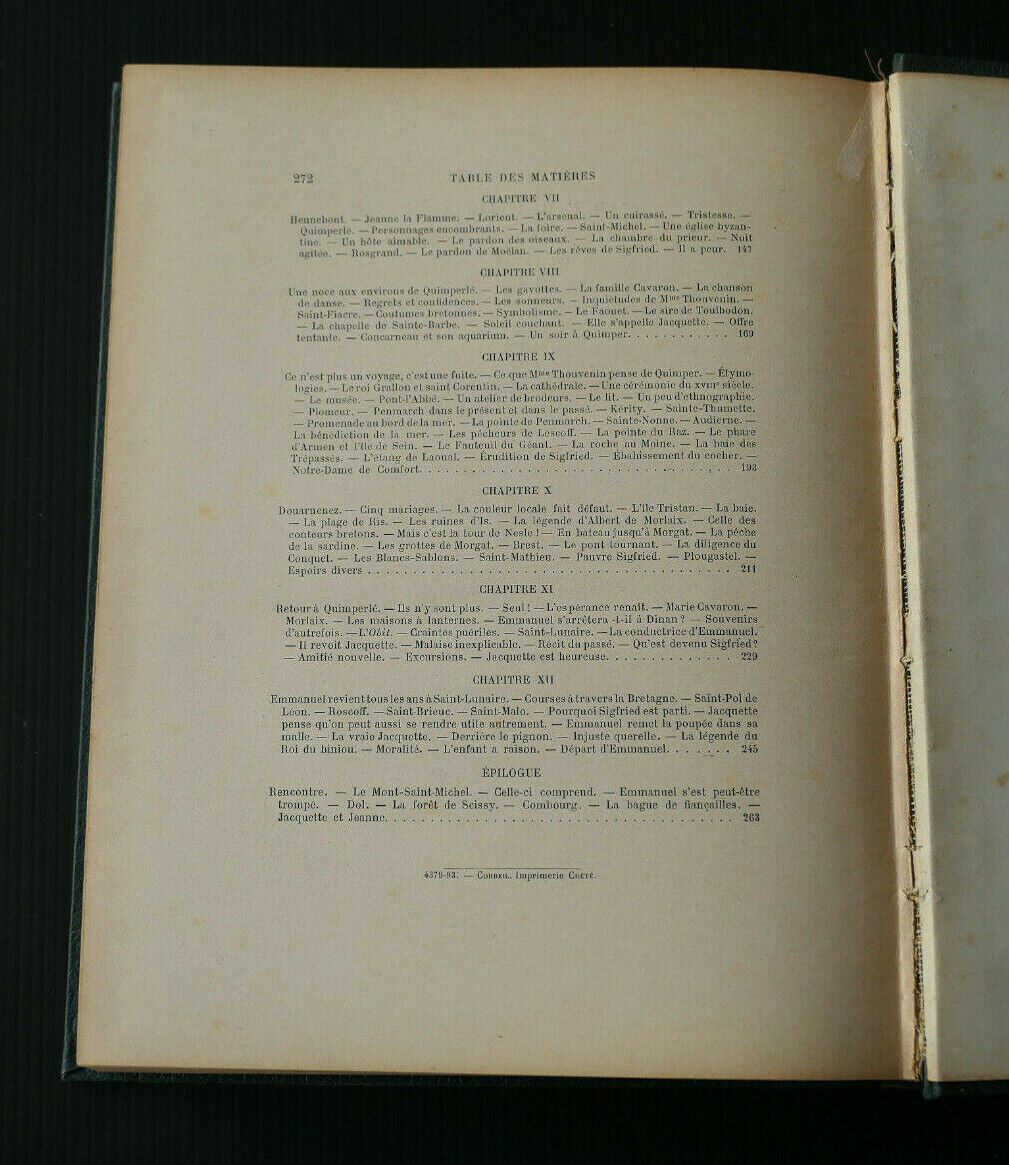 272 TABLE DES MATIÈRES
CHAPITRE VII
Hennebont. — Jeanne la Flamme. — Lorient. — L'arsenal. — Un cuirassé. — Tristesse. —
Quimperlé. — Personnages encombrants. — La foire. — Saint-Michel. — Une église byzan-
tine. — Un hôte aimable. — Le pardon des oiseaux. — La chambre du prieur. — Nuit
agitée. — Rosgrand. — Le pardon de Moëlan. — Les rêves de Sigfried. — Il a peur. 147
CHAPITRE VIII
Une noce aux environs de Quimperlé. — Les gavottes. — La famille Cavaron. — La chanson
de danse. — Regrets et confidences. — Les sonneurs. — Inquiétudes de Mme Thouvenin. —
Saint-Fiacre. — Coutumes bretonnes. — Symbolisme. — Le Faouet. — Le sire de Toulbodon.
— La chapelle de Sainte-Barbe. — Soleil couchant. — Elle s'appelle Jacquette. — Offre
tentante. — Concarneau et son aquarium. — Un soir à Quimper. . . . . . . . . . . 169
CHAPITRE IX
Ce n'est plus un voyage, c'est une fuite. — Ce que Mme Thouvenin pense de Quimper. — Étymo-
logies. — Le roi Grallon et saint Corentin. — La cathédrale. — Une cérémonie du XVIIIe siècle.
— Le musée. — Pont-l'Abbé. — Un atelier de brodeurs. — Le lit. — Un peu d'ethnographie.
— Plomeur. — Penmarch dans le présent et dans le passé. — Kérity. — Sainte-Thumette.
— Promenade au bord de la mer. — La pointe de Penmarch. — Sainte-Nonne. — Audierne. —
La bénédiction de la mer. — Les pêcheurs de Lescoff. — La pointe du Raz. — Le phare
d'Armen et l'île de Sein. — Le Fauteuil du Géant. — La roche au Moine. — La baie des
Trépassés. — L'étang de Laoual. — Érudition de Sigfried. — Ébahissement du cocher. —
Notre-Dame de Comfort. . . . . . . . . . . . . . . . . . . . . . . . . . . 193
CHAPITRE X
Douarnenez. — Cinq mariages. — La couleur locale fait défaut. — L'île Tristan. — La baie.
— La plage de Ris. — Les ruines d'Is. — La légende d'Albert de Morlaix. — Celle des
conteurs bretons. — Mais c'est la tour de Nesle ! — En bateau jusqu'à Morgat. — La pêche
de la sardine. — Les grottes de Morgat. — Brest. — Le pont tournant. — La diligence du
Conquet. — Les Blancs-Sablons. — Saint-Mathieu. — Pauvre Sigfried. — Plougastel. —
Espoirs divers . . . . . . . . . . . . . . . . . . . . . . . . . . . . . . . 211
CHAPITRE XI
Retour à Quimperlé. — Ils n'y sont plus. — Seul ! — L'espérance renaît. — Marie Cavaron. —
Morlaix. — Les maisons à lanternes. — Emmanuel s'arrêtera-t-il à Dinan ? — Souvenirs
d'autrefois. — L'Obit. — Craintes puériles. — Saint-Lunaire. — La conductrice d'Emmanuel.
— Il revoit Jacquette. — Malaise inexplicable. — Récit du passé. — Qu'est devenu Sigfried ?
— Amitié nouvelle. — Excursions. — Jacquette est heureuse. . . . . . . . . . . . . 229
CHAPITRE XII
Emmanuel revient tous les ans à Saint-Lunaire. — Courses à travers la Bretagne. — Saint-Pol de
Léon. — Roscoff. — Saint-Brieuc. — Saint-Malo. — Pourquoi Sigfried est parti. — Jacquette
pense qu'on peut aussi se rendre utile autrement. — Emmanuel remet la poupée dans sa
malle. — La vraie Jacquette. — Derrière le pignon. — Injuste querelle. — La légende du
Roi du biniou. — Moralité. — L'enfant a raison. — Départ d'Emmanuel. . . . . . . 245
ÉPILOGUE
Rencontre. — Le Mont-Saint-Michel. — Celle-ci comprend. — Emmanuel s'est peut-être
trompé. — Dol. — La forêt de Scissy. — Combourg. — La bague de fiançailles. —
Jacquette et Jeanne. . . . . . . . . . . . . . . . . . . . . . . . . . . . . . 263
4379-93. — CORBEIL. Imprimerie CRÉTÉ.